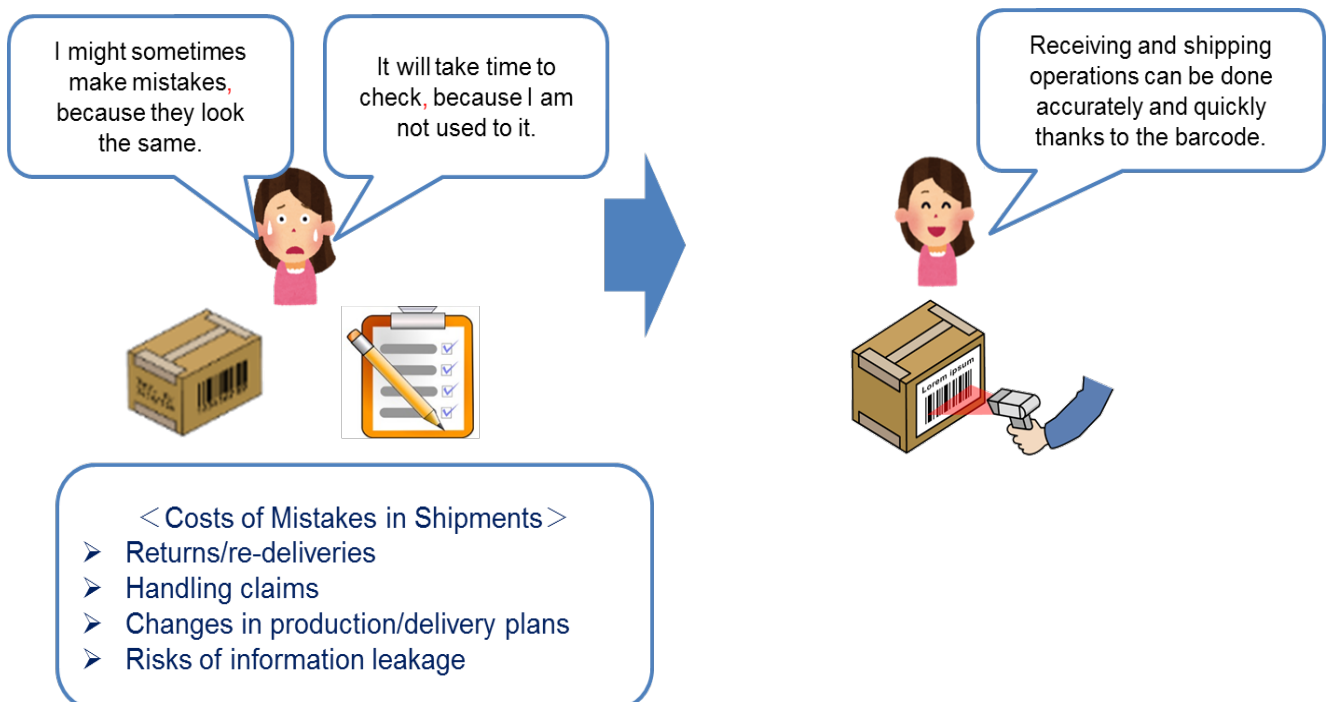 I might sometimes
make mistakes,
because they look
the same.
It will take time to
check, because I am
not used to it.
Receiving and shipping
operations can be done
accurately and quickly
thanks to the barcode.
Lorem ipsum
＜Costs of Mistakes in Shipments＞
➢ Returns/re-deliveries
➢ Handling claims
➢ Changes in production/delivery plans
➢ Risks of information leakage